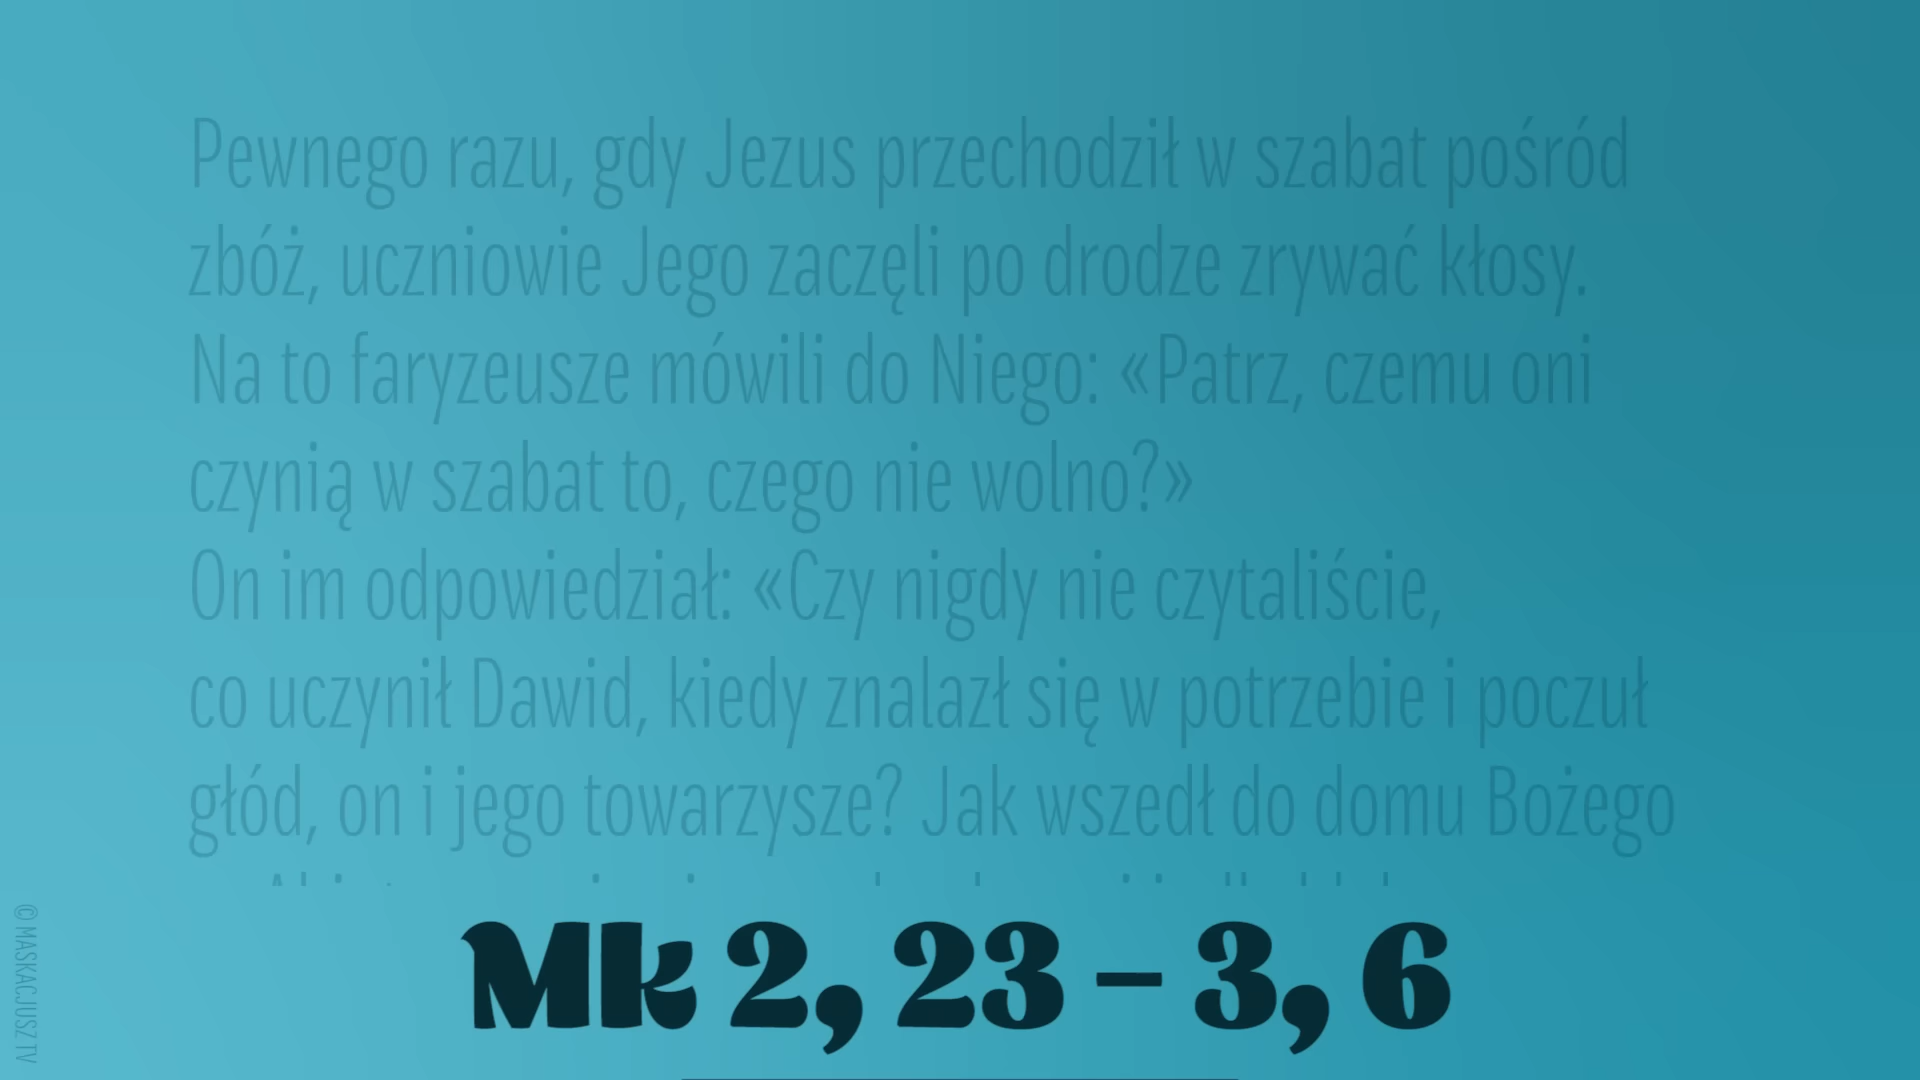 Pewnego razu, gdy Jezus przechodził w szabat pośród
zbóż, uczniowie Jego zaczęli po drodze zrywać kłosy.
Na to faryzeusze mówili do Niego: «Patrz, czemu oni
czynią w szabat to, czego nie wolno?»
On im odpowiedział: «Czy nigdy nie czytaliście,
co uczynił Dawid, kiedy znalazł się w potrzebie i poczuł
głód, on i jego towarzysze? Jak wszedł do domu Bożego
Mk 2, 23 – 3, 6
© MASKACJUSZ TV